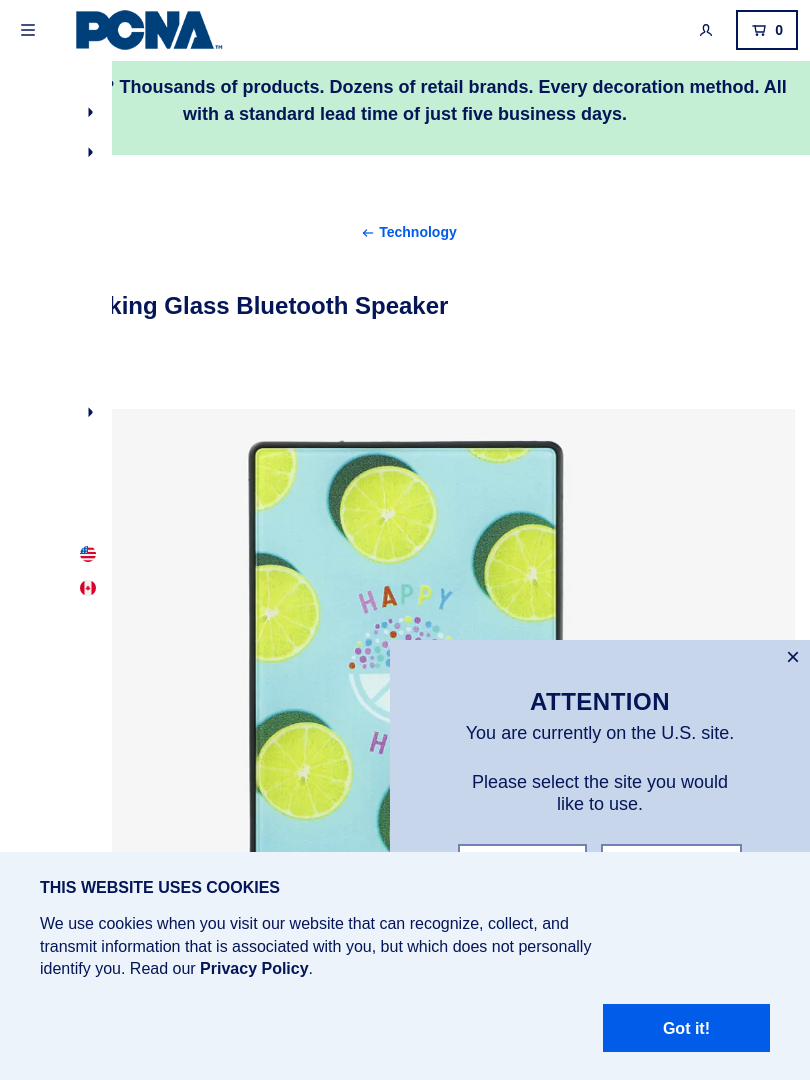 PCNA™
0
? Thousands of products. Dozens of retail brands. Every decoration method. All
with a standard lead time of just five business days.
← Technology
king Glass Bluetooth Speaker
HAPPY
H
ATTENTION
You are currently on the U.S. site.
Please select the site you would
like to use.
THIS WEBSITE USES COOKIES
We use cookies when you visit our website that can recognize, collect, and
transmit information that is associated with you, but which does not personally
identify you. Read our Privacy Policy.
Got it!